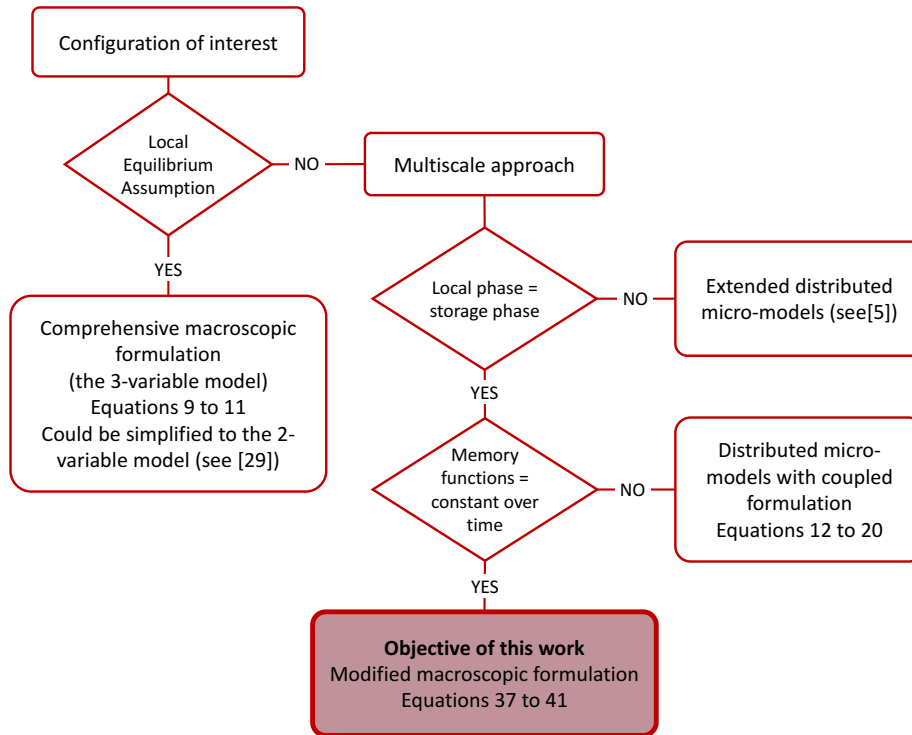 Configuration of interest
Local
Equilibrium
Assumption
NO
Multiscale approach
YES
Comprehensive macroscopic
formulation
(the 3-variable model)
Equations 9 to 11
Could be simplified to the 2-
variable model (see [29])
Local phase =
storage phase
NO
Extended distributed
micro-models (see[5])
YES
Memory
functions =
constant over
time
NO
Distributed micro-
models with coupled
formulation
Equations 12 to 20
YES
Objective of this work
Modified macroscopic formulation
Equations 37 to 41